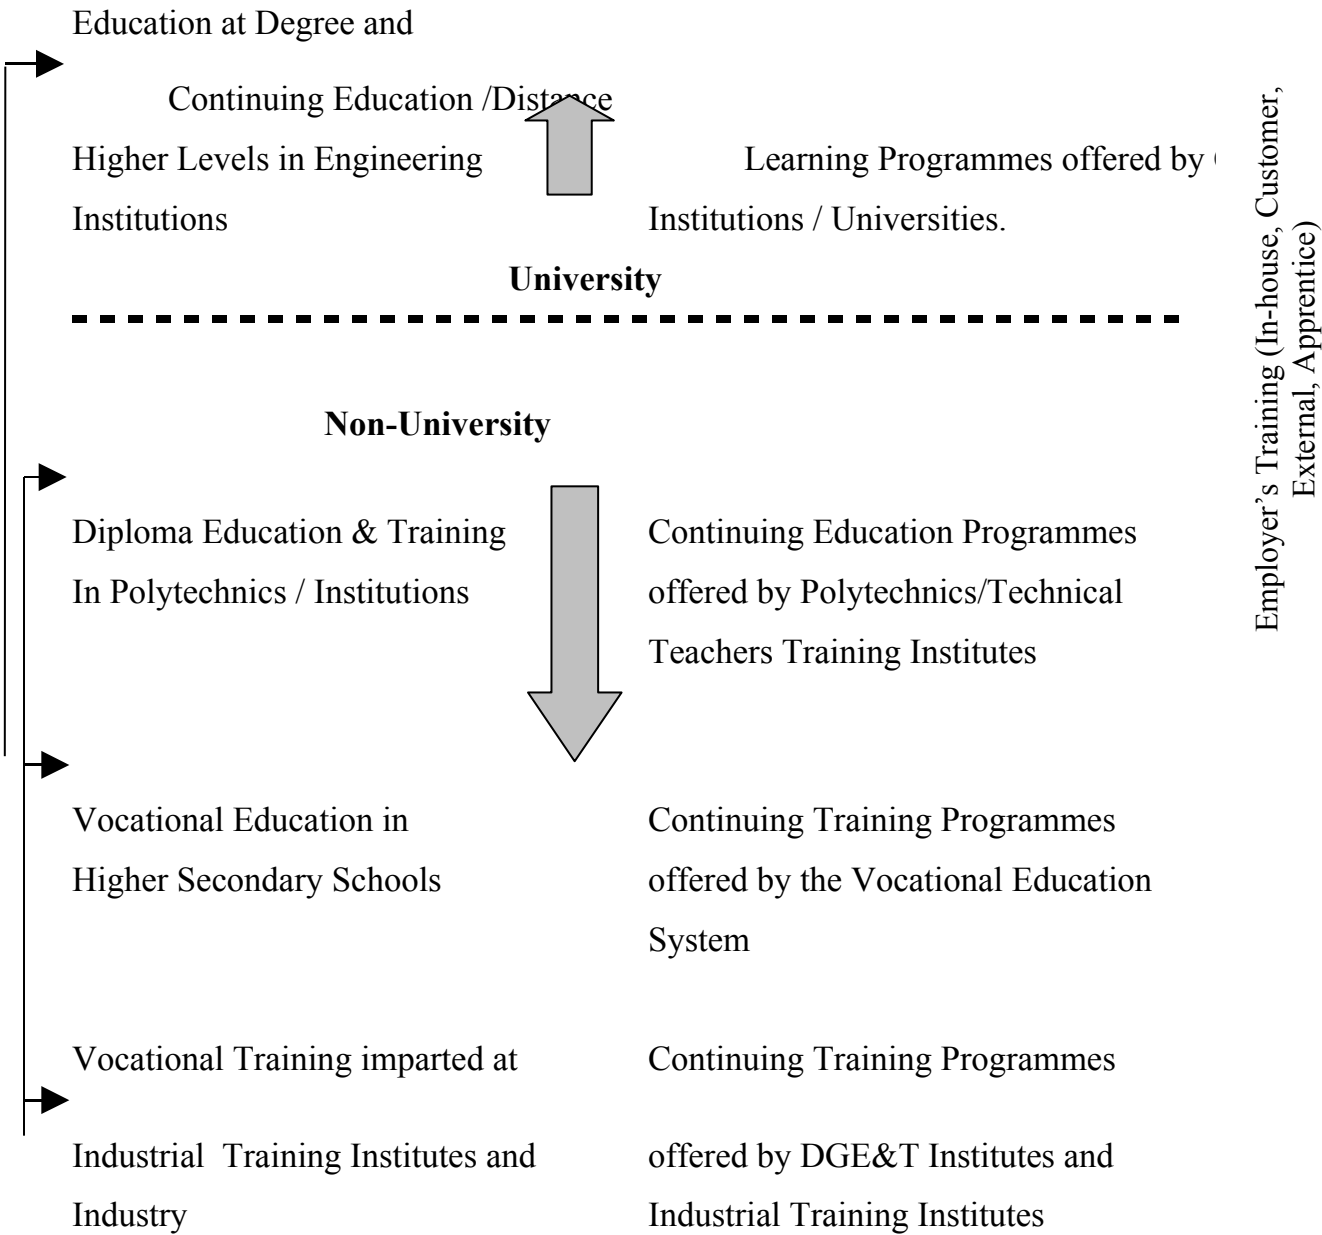 Education at Degree and
Continuing Education /Distance
Higher Levels in Engineering
Learning Programmes offered by
Institutions
Institutions / Universities.
University
Non-University
Diploma Education & Training
In Polytechnics / Institutions
Continuing Education Programmes
offered by Polytechnics/Technical
Teachers Training Institutes
Vocational Education in
Higher Secondary Schools
Continuing Training Programmes
offered by the Vocational Education
System
Vocational Training imparted at
Industrial Training Institutes and
Industry
Continuing Training Programmes
offered by DGE&T Institutes and
Industrial Training Institutes
Employer’s Training (In-house, Customer,
External, Apprentice)